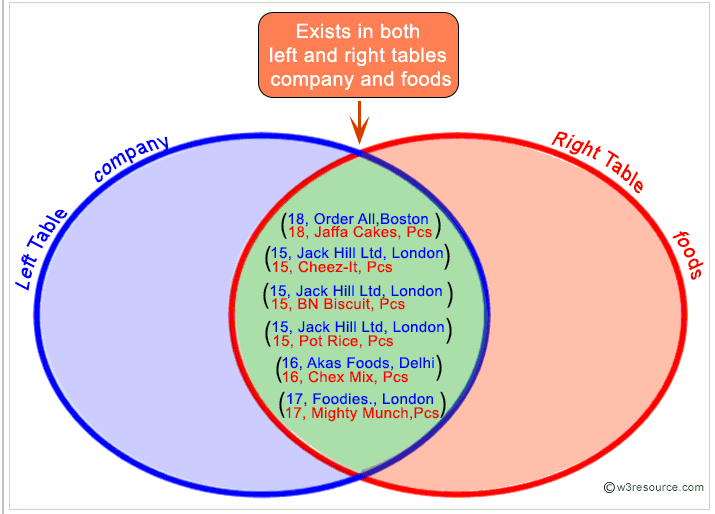 Exists in both
left and right tables
company and foods
Left Table
company
Right Table
foods
(18, Order All,Boston
18, Jaffa Cakes, Pcs)
(15, Jack Hill Ltd, London
15, Cheez-It, Pcs)
(15, Jack Hill Ltd, London
15, BN Biscuit, Pcs)
(15, Jack Hill Ltd, London
15, Pot Rice, Pcs)
(16, Akas Foods, Delhi
16, Chex Mix, Pcs)
(17, Foodies., London
17, Mighty Munch,Pcs)
©w3resource.com